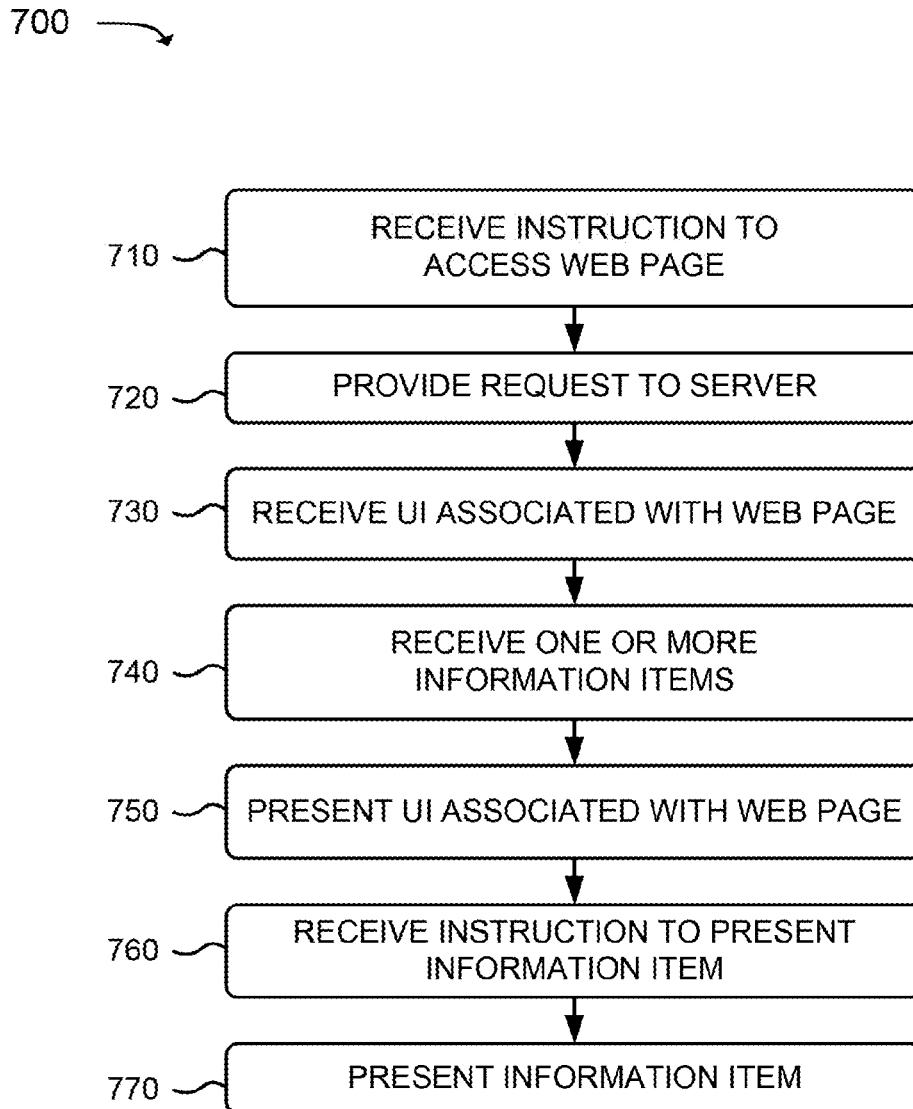 700
710
RECEIVE INSTRUCTION TO
ACCESS WEB PAGE
720
PROVIDE REQUEST TO SERVER
730
RECEIVE UI ASSOCIATED WITH WEB PAGE
740
RECEIVE ONE OR MORE
INFORMATION ITEMS
750
PRESENT UI ASSOCIATED WITH WEB PAGE
760
RECEIVE INSTRUCTION TO PRESENT
INFORMATION ITEM
770
PRESENT INFORMATION ITEM